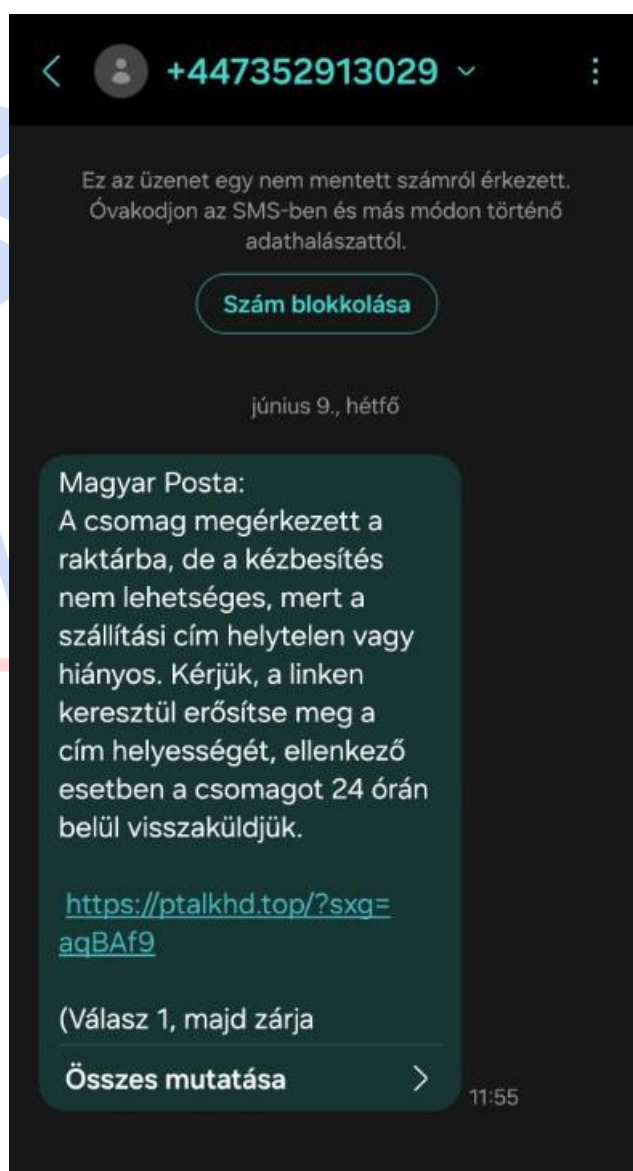 +447352913029
Ez az üzenet egy nem mentett számról érkezett.
Óvakodjon az SMS-ben és más módon történő
adathalászattól.
Szám blokkolása
június 9., hétfő
Magyar Posta:
A csomag megérkezett a
raktárba, de a kézbesítés
nem lehetséges, mert a
szállítási cím helytelen vagy
hiányos. Kérjük, a linken
keresztül erősítse meg a
cím helyességét, ellenkező
esetben a csomagot 24 órán
belül visszaküldjük.
https://ptalkhd.top/?sxg=
aqBAf9
(Válasz 1, majd zárja
Összes mutatása
11:55